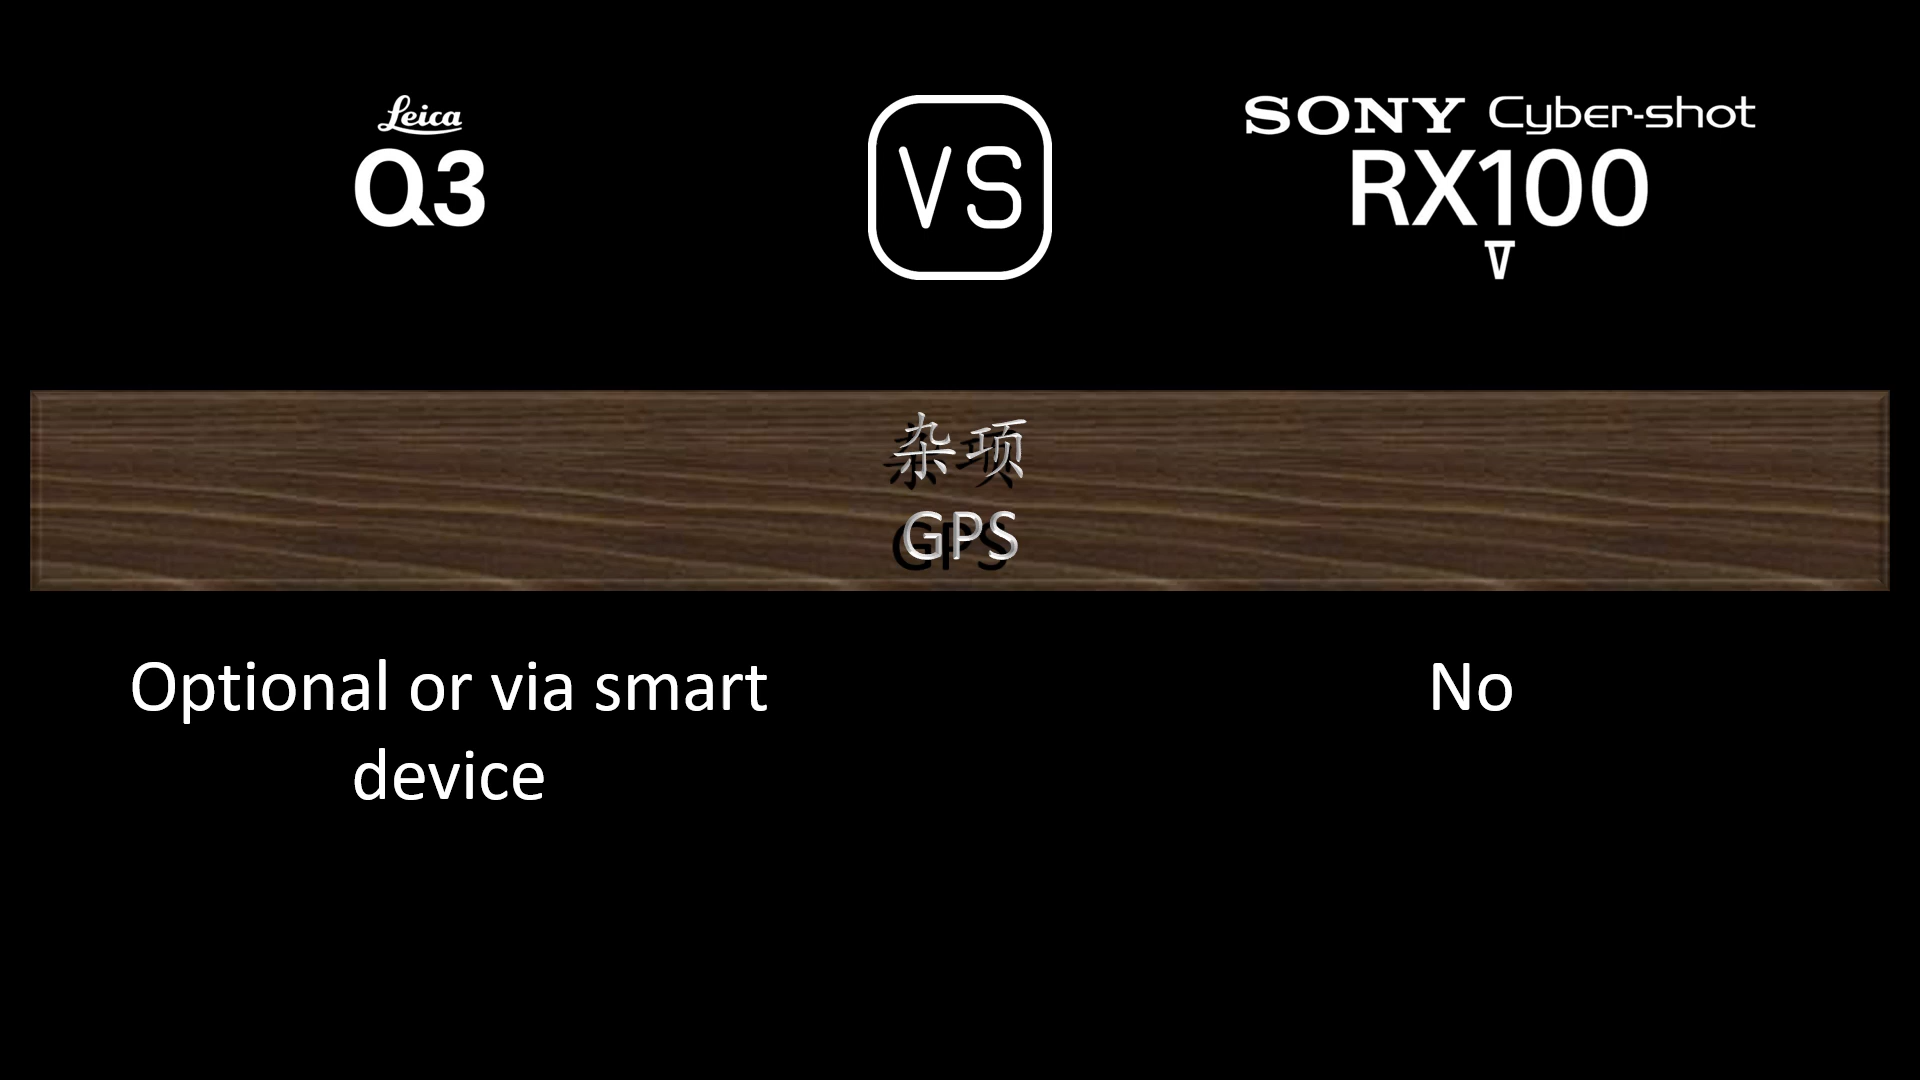 Leica
Q3
VS
SONY Cyber-shot
RX100
V
杂项
GPS
Optional or via smart
device
No